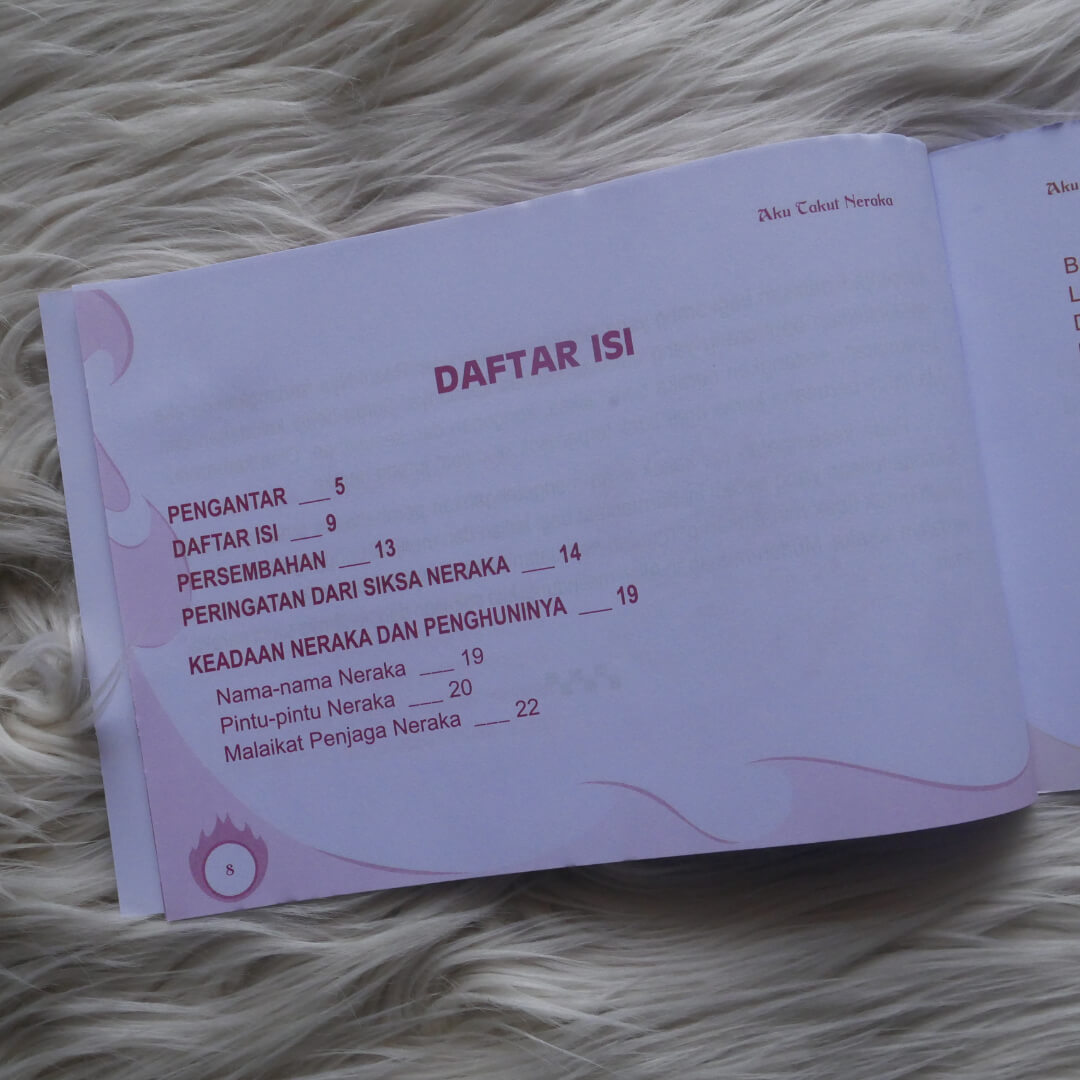 Aku Takut Neraka
DAFTAR ISI
PENGANTAR ___ 5
DAFTAR ISI ___ 9
PERSEMBAHAN ___ 13
PERINGATAN DARI SIKSA NERAKA ___ 14
KEADAAN NERAKA DAN PENGHUNINYA ___ 19
Nama-nama Neraka ___ 19
Pintu-pintu Neraka ___ 20
Malaikat Penjaga Neraka ___ 22
8
Aku